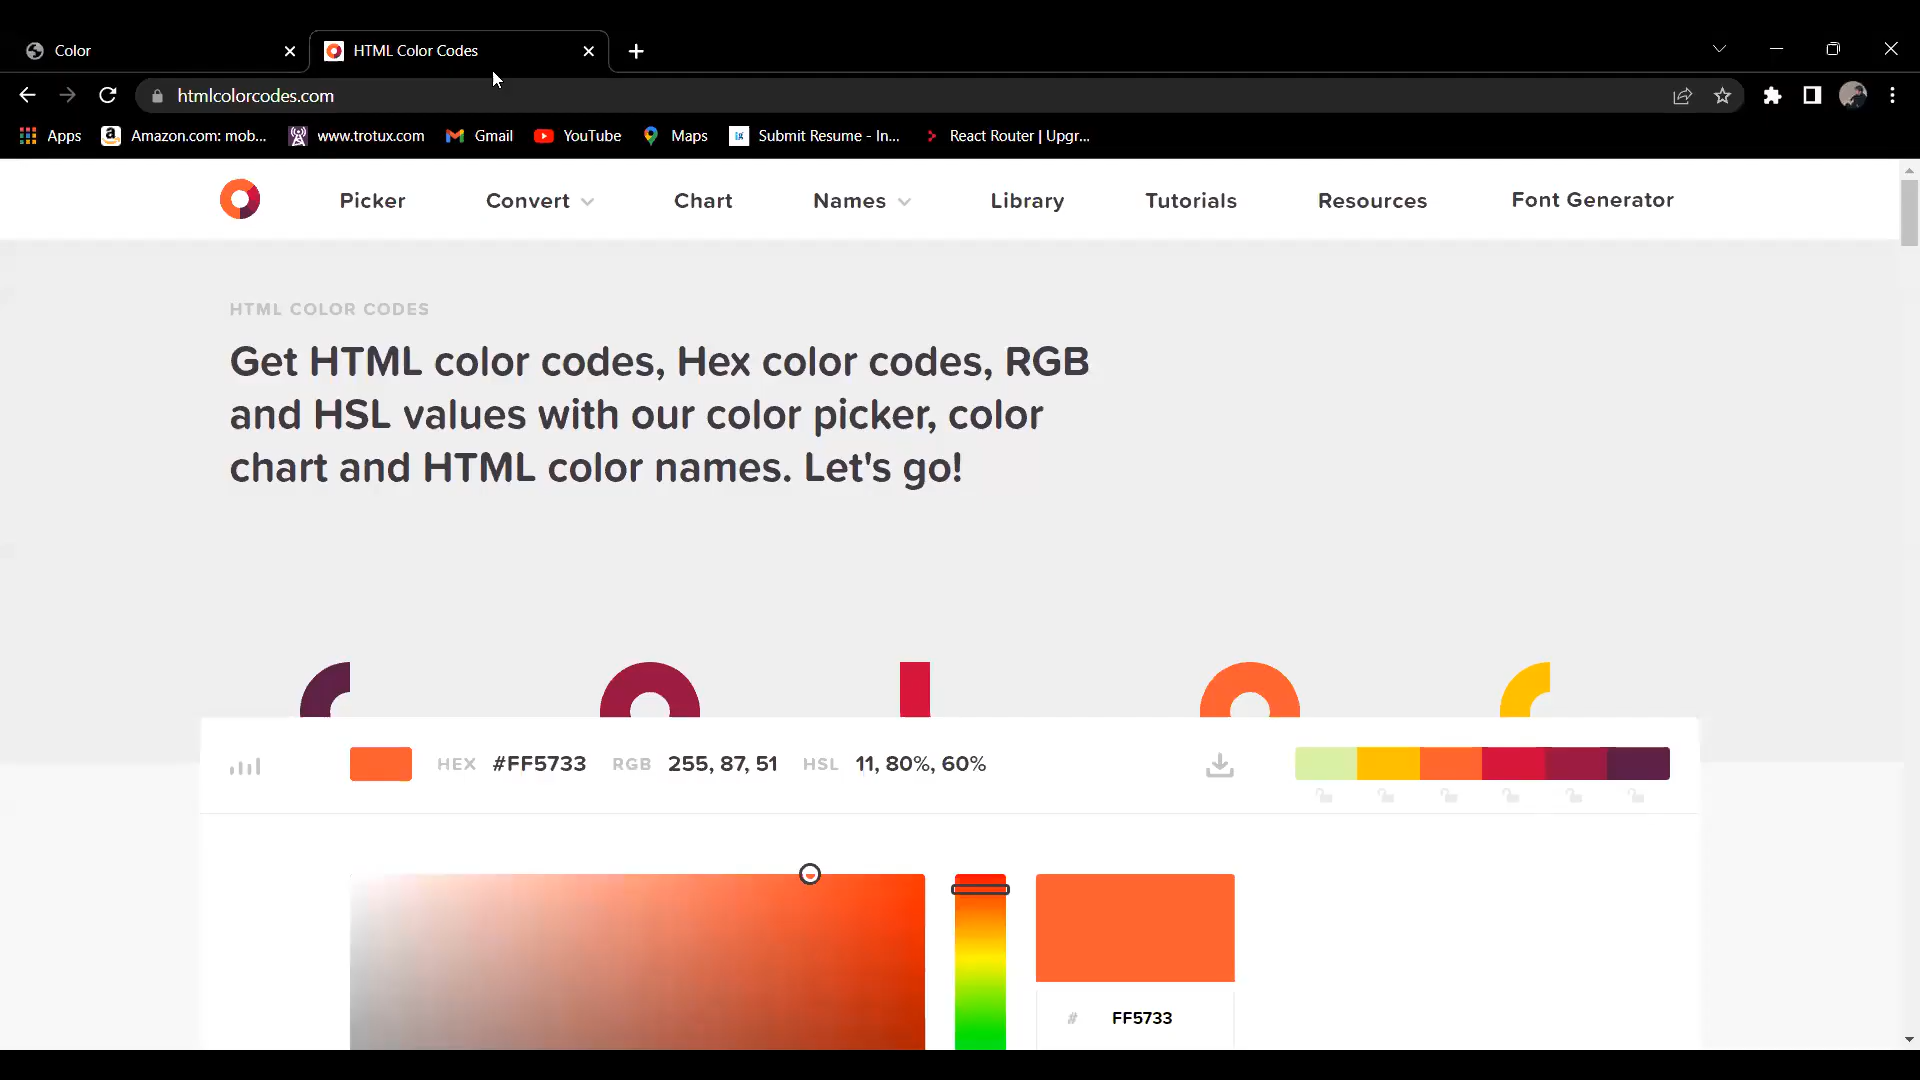 Color
HTML Color Codes
htmlcolorcodes.com
Apps
Amazon.com: mob...
www.trotux.com
Gmail
YouTube
Maps
Submit Resume - In...
React Router | Upgr...
Picker
Convert
Chart
Names
Library
Tutorials
Resources
Font Generator
HTML COLOR CODES
Get HTML color codes, Hex color codes, RGB
and HSL values with our color picker, color
chart and HTML color names. Let's go!
HEX #FF5733 RGB 255, 87, 51 HSL 11, 80%, 60%
# FF5733